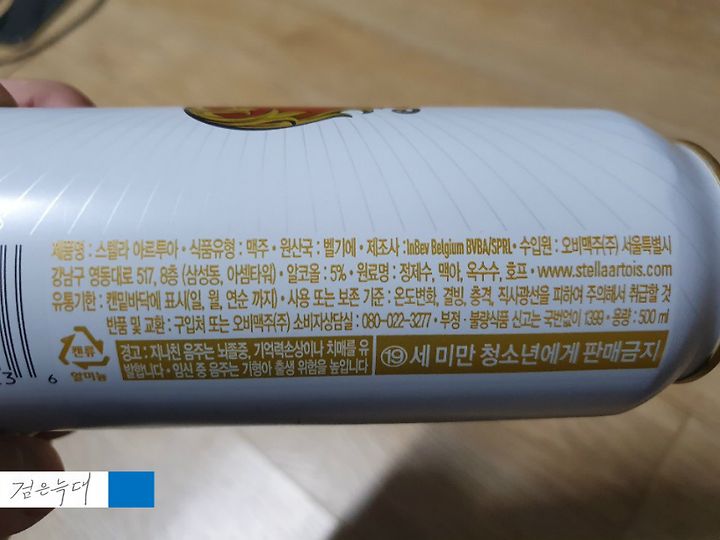 제품명 : 스텔라 아르투아 • 식품유형 : 맥주 • 원산국 : 벨기에 • 제조사 : InBev Belgium BVBA/SPRL • 수입원 : 오비맥주(주) 서울특별시
강남구 영동대로 517, 8층 (삼성동, 아셈타워) • 알코올 : 5% • 원료명 : 정제수, 맥아, 옥수수, 호프 • www.stellaartois.com
유통기한 : 캔밑바닥에 표시(일, 월, 연순 까지) • 사용 또는 보존 기준 : 온도변화, 결빙, 충격, 직사광선을 피하여 주의해서 취급할 것
반품 및 교환 : 구입처 또는 오비맥주(주) 소비자상담실 : 080-022-3277 • 부정 · 불량식품 신고는 국번없이 1399 • 용량 : 500 ml
캔류
알미늄
경고 : 지나친 음주는 뇌졸중, 기억력손상이나 치매를 유
발합니다 • 임신 중 음주는 기형아 출생 위험을 높입니다
19 세 미만 청소년에게 판매금지
3 6
검은늑대